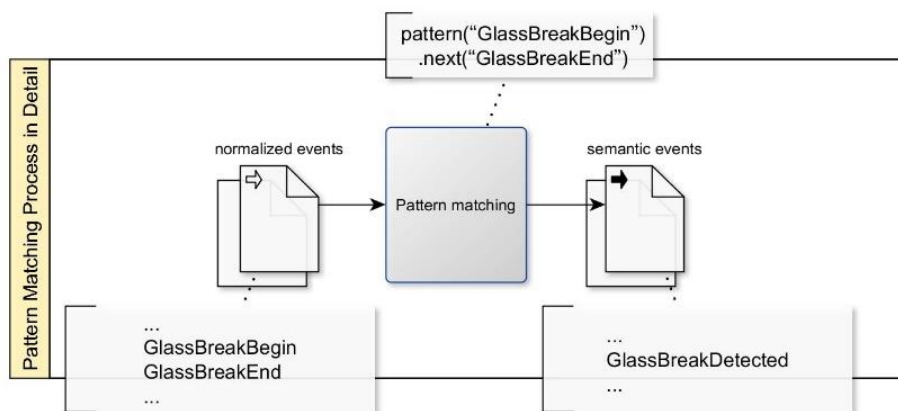 pattern(“GlassBreakBegin”)
.next(“GlassBreakEnd”)
Pattern Matching Process in Detail
normalized events
semantic events
Pattern matching
...
GlassBreakBegin
GlassBreakEnd
...
...
GlassBreakDetected
...